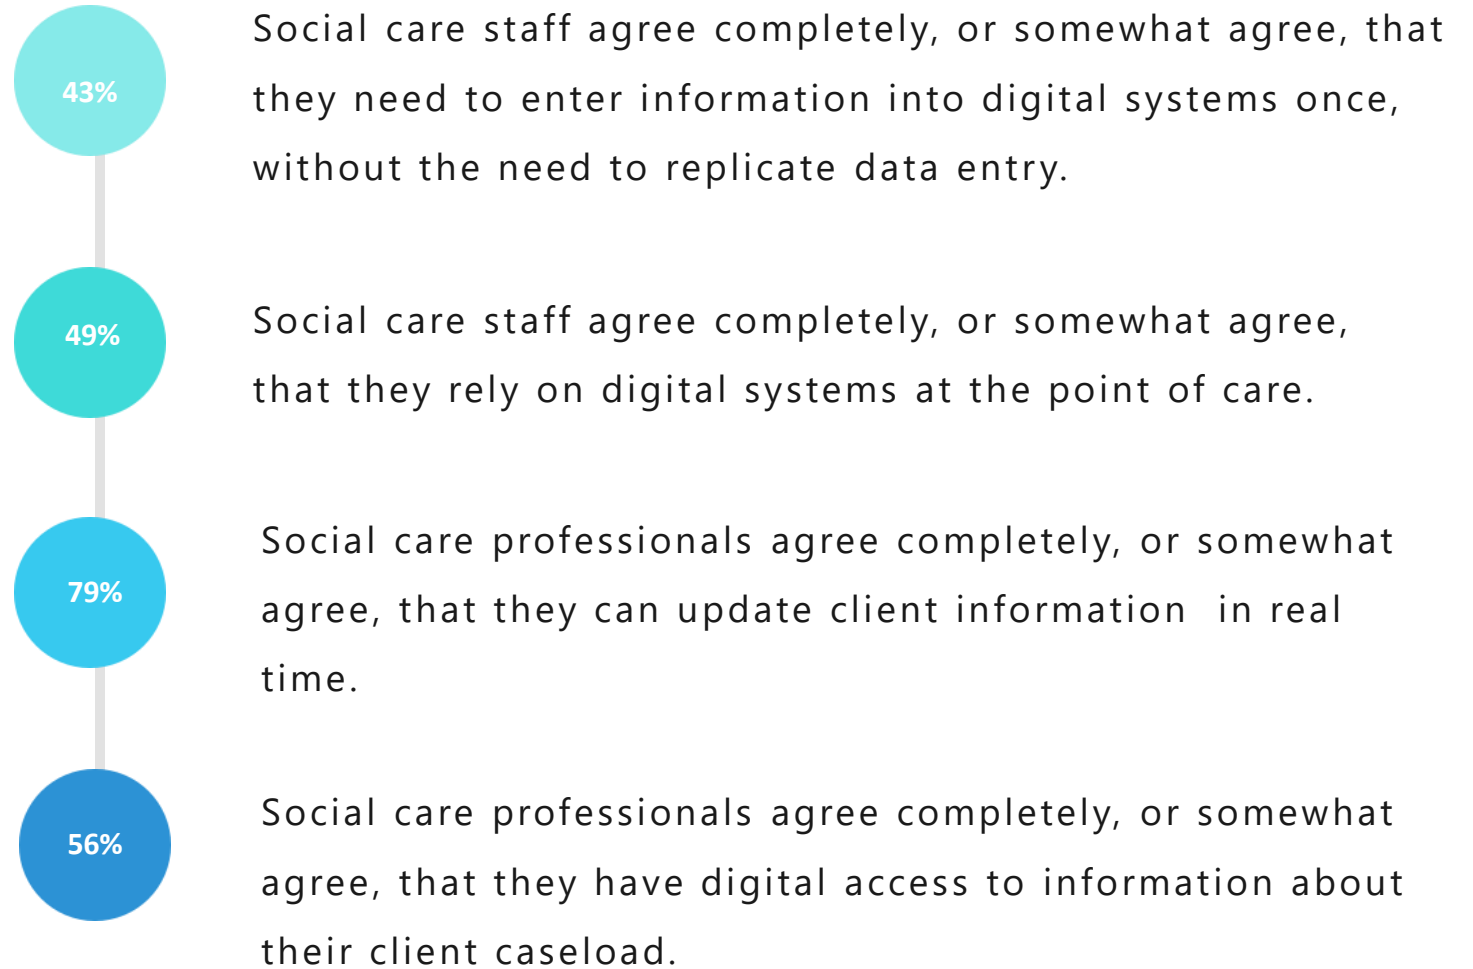 43%
Social care staff agree completely, or somewhat agree, that
they need to enter information into digital systems once,
without the need to replicate data entry.
49%
Social care staff agree completely, or somewhat agree,
that they rely on digital systems at the point of care.
79%
Social care professionals agree completely, or somewhat
agree, that they can update client information  in real
time.
56%
Social care professionals agree completely, or somewhat
agree, that they have digital access to information about
their client caseload.